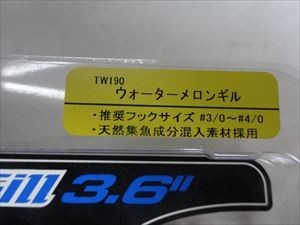 TW190
ウォーターメロンギル
・推奨フックサイズ #3/0～#4/0
・天然集魚成分混入素材採用
ill 3.6"